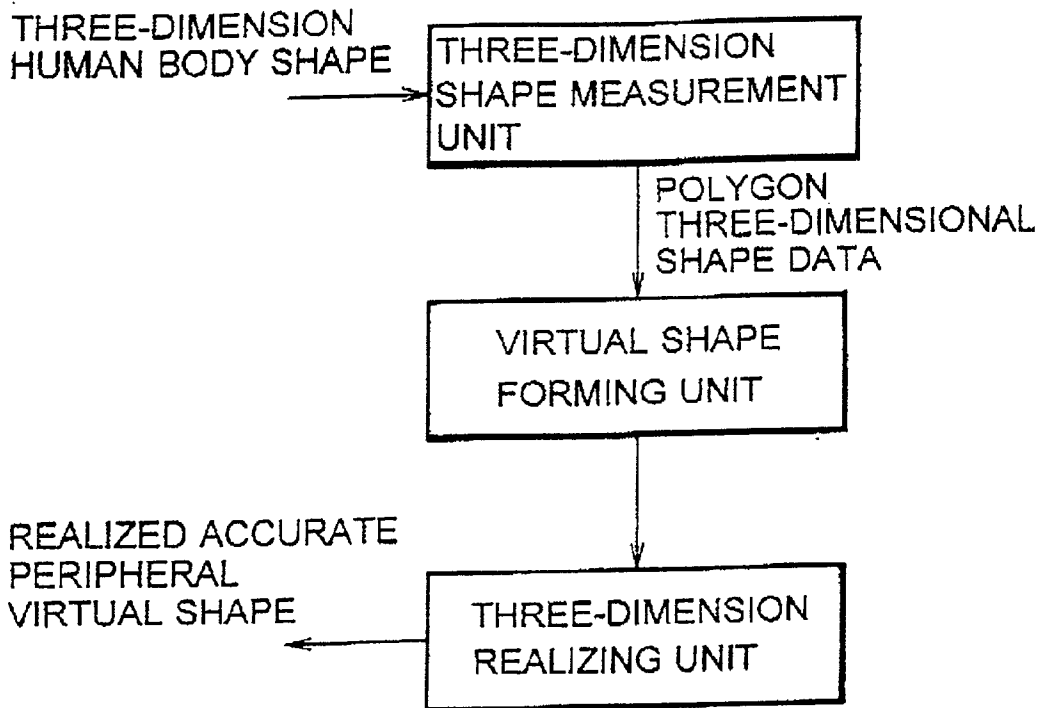 THREE-DIMENSION
HUMAN BODY SHAPE
THREE-DIMENSION
SHAPE MEASUREMENT
UNIT
POLYGON
THREE-DIMENSIONAL
SHAPE DATA
VIRTUAL SHAPE
FORMING UNIT
REALIZED ACCURATE
PERIPHERAL
VIRTUAL SHAPE
THREE-DIMENSION
REALIZING UNIT